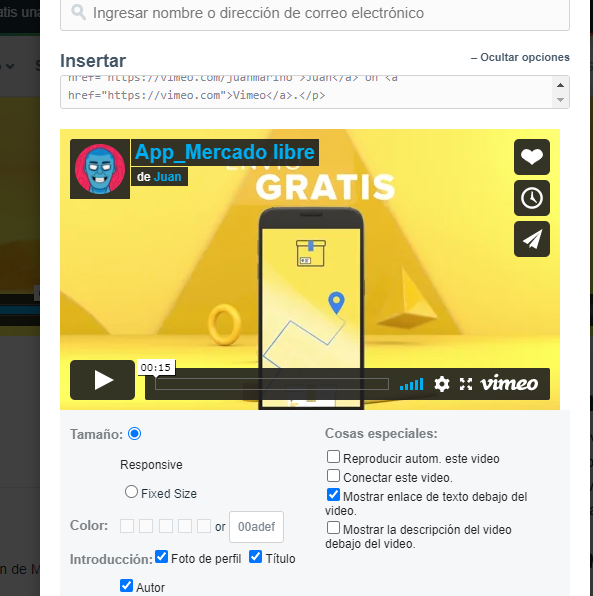 atis una
Ingresar nombre o dirección de correo electrónico
Insertar
– Ocultar opciones
href="https://vimeo.com/juanmarino">Juan</a> on <a
href="https://vimeo.com">Vimeo</a>.</p>
App_Mercado libre
de Juan
ENVÍO
GRATIS
00:15
vimeo
Tamaño:
Responsive
Fixed Size
Color:
or
00adef
Introducción:
Foto de perfil
Título
Autor
Cosas especiales:
Reproducir autom. este video
Conectar este video.
Mostrar enlace de texto debajo del
video.
Mostrar la descripción del video
debajo del video.
n de M